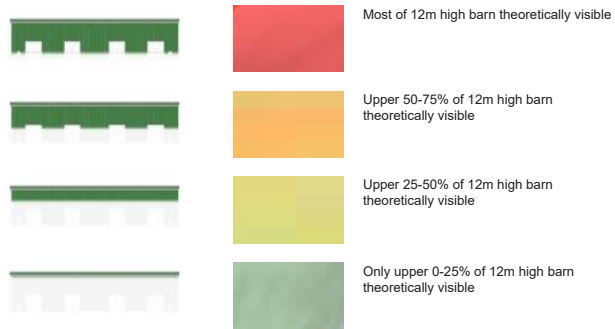 Most of 12m high barn theoretically visible
Upper 50-75% of 12m high barn
theoretically visible
Upper 25-50% of 12m high barn
theoretically visible
Only upper 0-25% of 12m high barn
theoretically visible